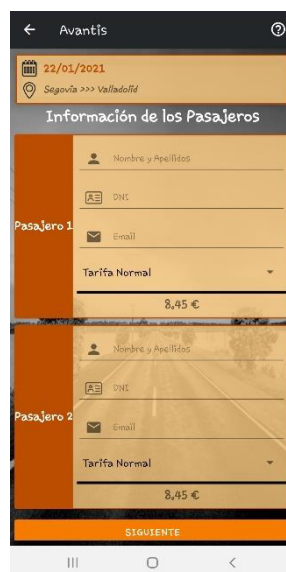 Avantis
22/01/2021
Segovia >>> Valladolid
Información de los Pasajeros
Pasajero 1
Nombre y Apellidos
DNI
Email
Tarifa Normal
8,45 €
Pasajero 2
Nombre y Apellidos
DNI
Email
Tarifa Normal
8,45 €
SIGUIENTE